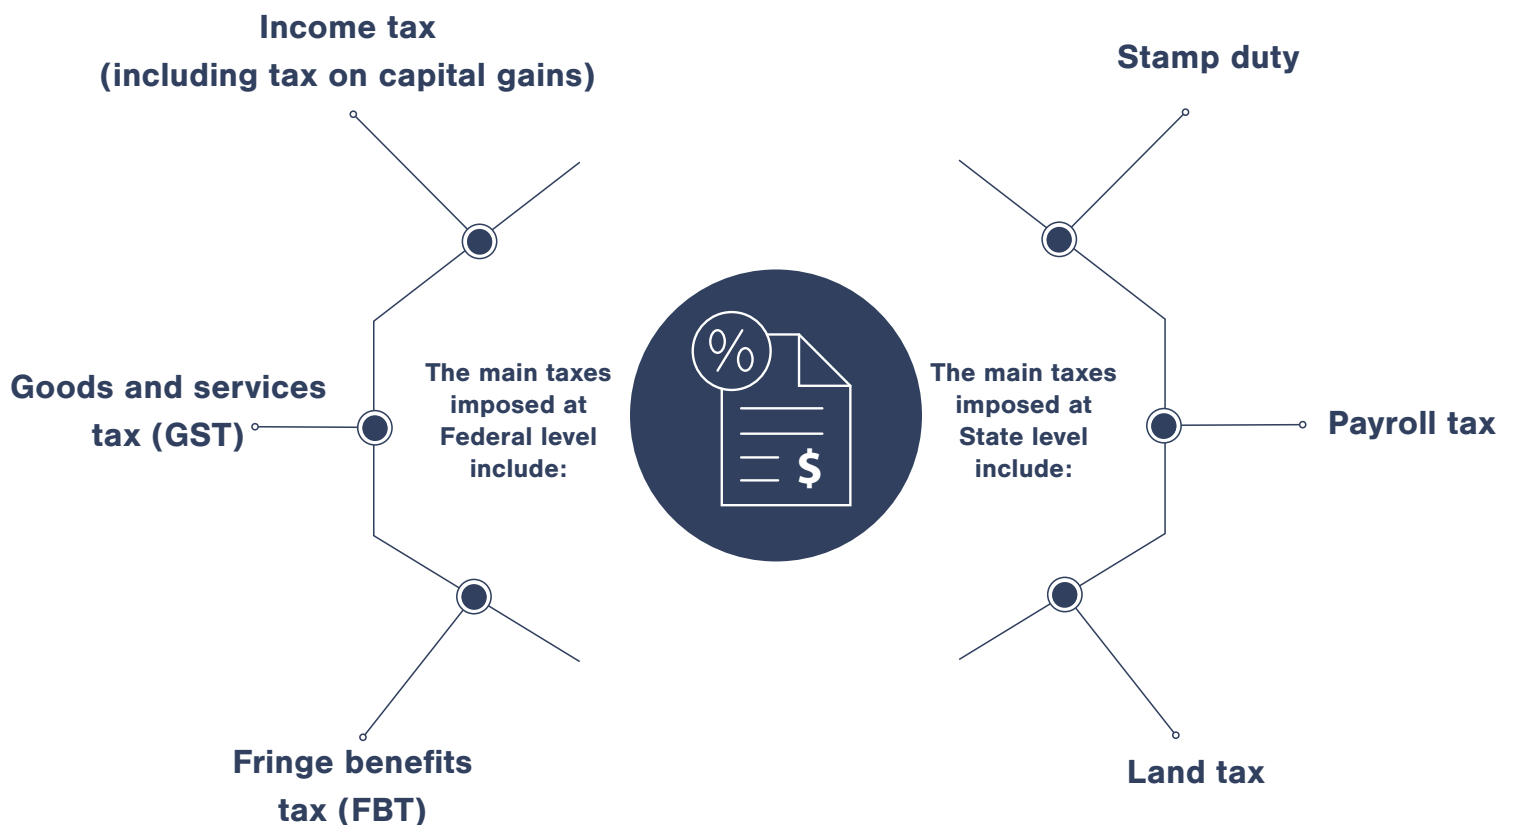 Income tax
(including tax on capital gains)
Goods and services
tax (GST)
Fringe benefits
tax (FBT)
The main taxes
imposed at
Federal level
include:
%
$
The main taxes
imposed at
State level
include:
Stamp duty
Payroll tax
Land tax